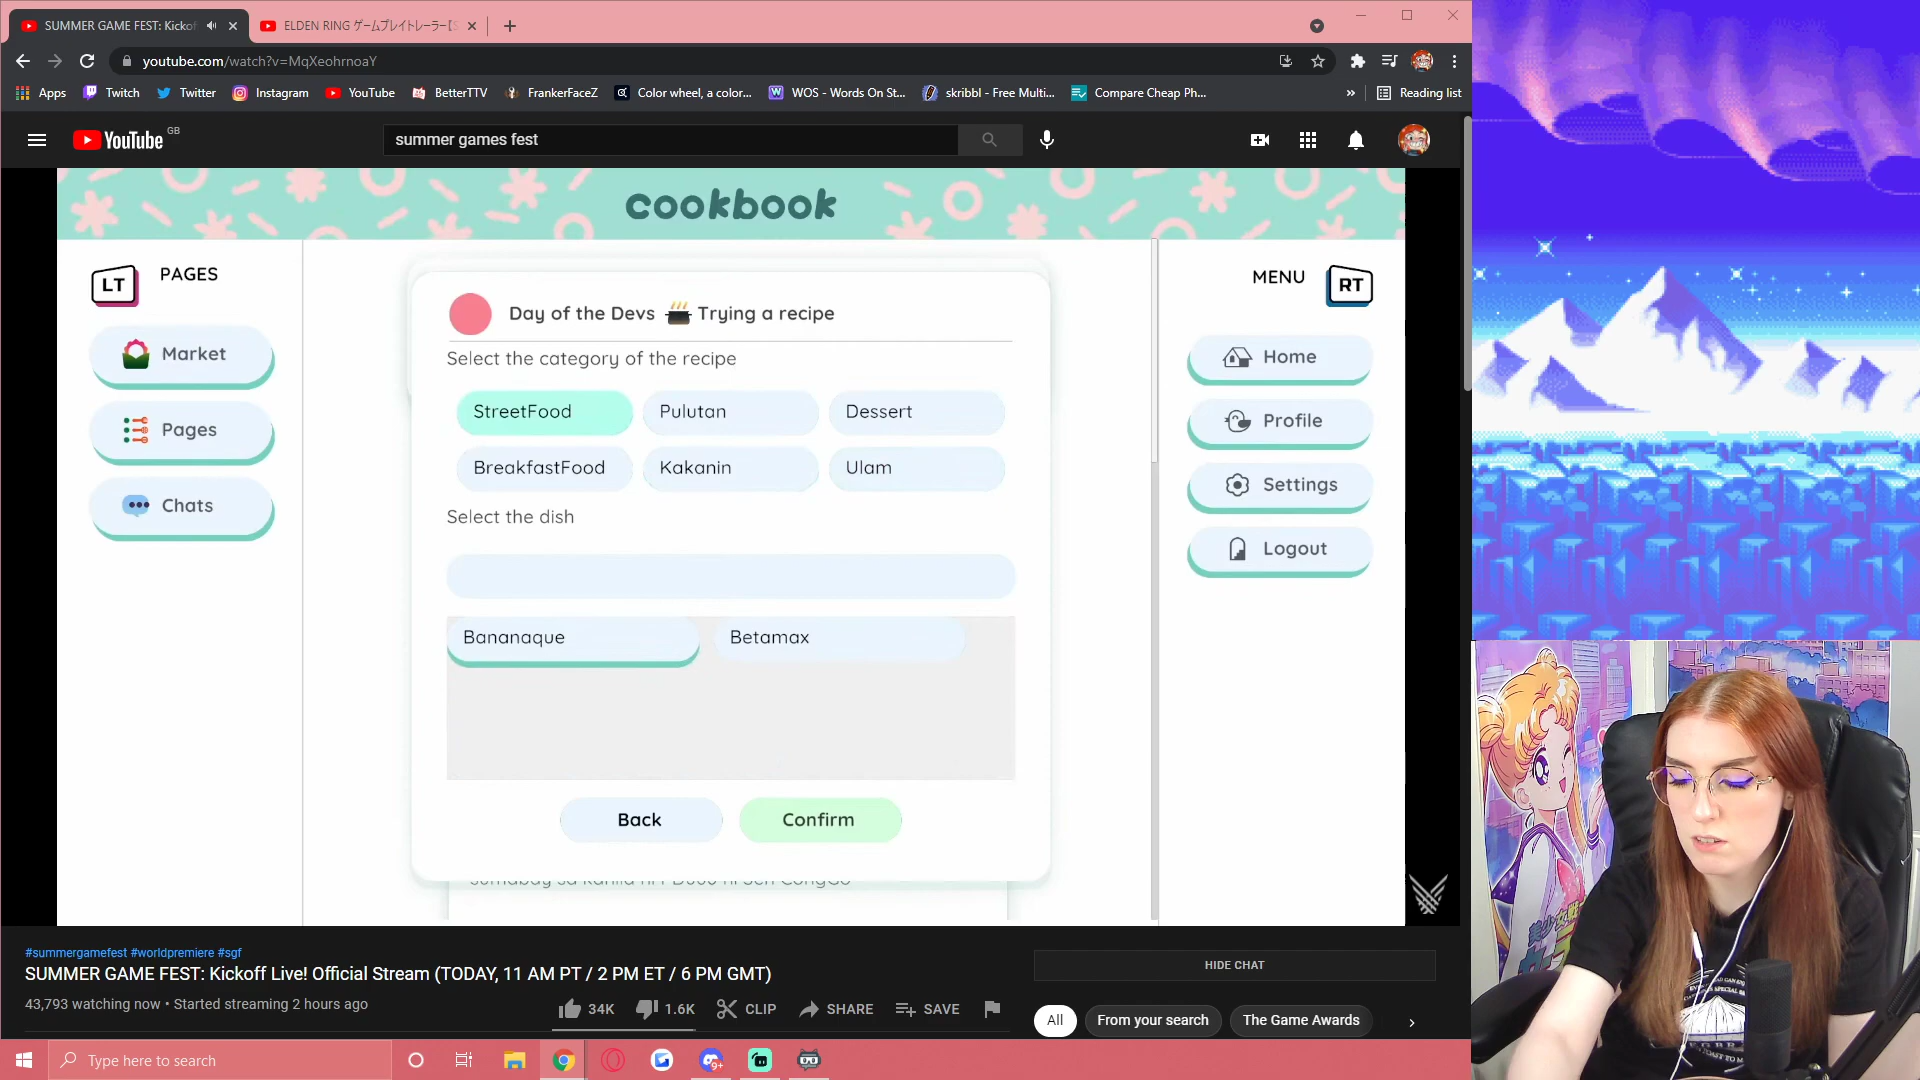 SUMMER GAME FEST: Kickof
ELDEN RING ゲームプレイトレーラー【S
youtube.com/watch?v=MqXeohrnoaY
Apps
Twitch
Twitter
Instagram
YouTube
BetterTTV
FrankerFaceZ
Color wheel, a color...
WOS - Words On St...
skribbl - Free Multi...
Compare Cheap Ph...
»
Reading list
YouTube GB
summer games fest
cookbook
LT PAGES
Market
Pages
Chats
Day of the Devs Trying a recipe
Select the category of the recipe
StreetFood Pulutan Dessert
BreakfastFood Kakanin Ulam
Select the dish
Bananaque Betamax
Back Confirm
MENU RT
Home
Profile
Settings
Logout
#summergamefest #worldpremiere #sgf
SUMMER GAME FEST: Kickoff Live! Official Stream (TODAY, 11 AM PT / 2 PM ET / 6 PM GMT)
43,793 watching now • Started streaming 2 hours ago
34K 1.6K CLIP SHARE SAVE
HIDE CHAT
All From your search The Game Awards
Type here to search
9+